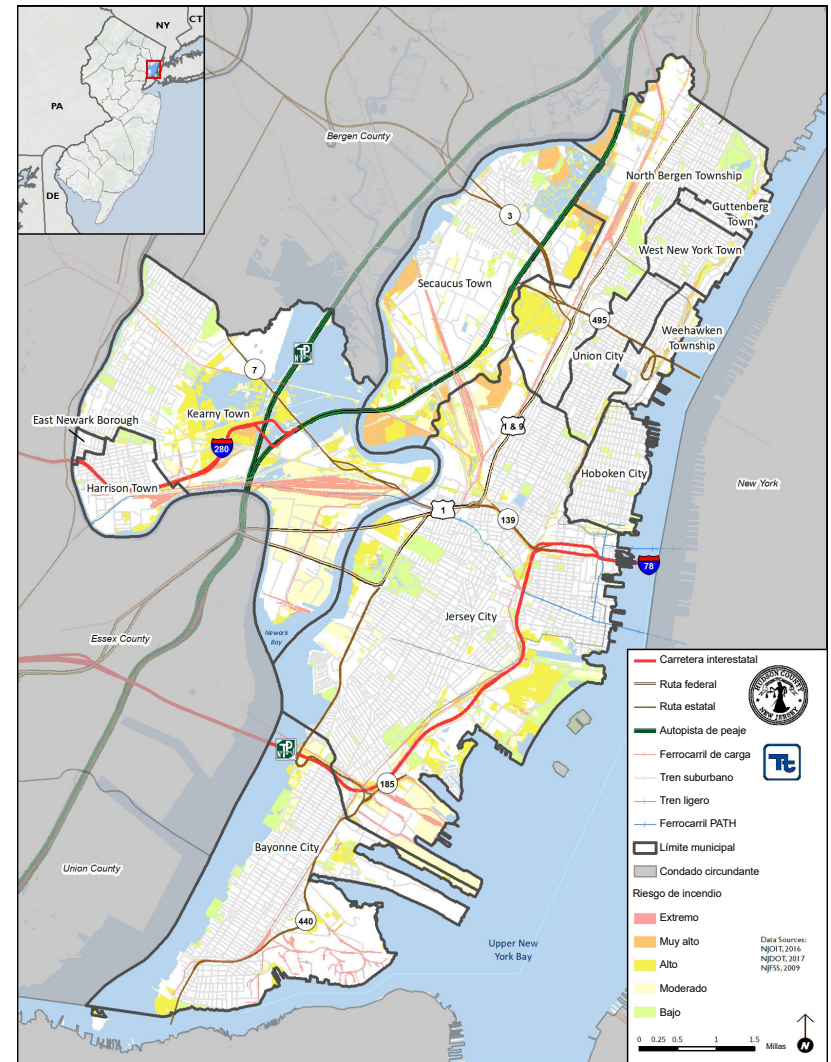 NY
CT
PA
DE
Bergen County
North Bergen Township
Guttenberg
Town
West New York Town
3
Secaucus Town
495
Weehawken
Township
Union City
7
Kearny Town
East Newark Borough
280
1 & 9
Harrison Town
Hoboken City
New York
1
139
78
Jersey City
Essex County
Newark
Bay
185
Bayonne City
Union County
440
Upper New
York Bay
Carretera interestatal
Ruta federal
Ruta estatal
Autopista de peaje
Ferrocarril de carga
Tren suburbano
Tren ligero
Ferrocarril PATH
Límite municipal
Condado circundante
Riesgo de incendio
Extremo
Muy alto
Alto
Moderado
Bajo
HUDSON COUNTY
NEW JERSEY
Data Sources:
NJOIT, 2016
NJDOT, 2017
NJFSS, 2009
0 0.25 0.5 1 1.5
Millas
N